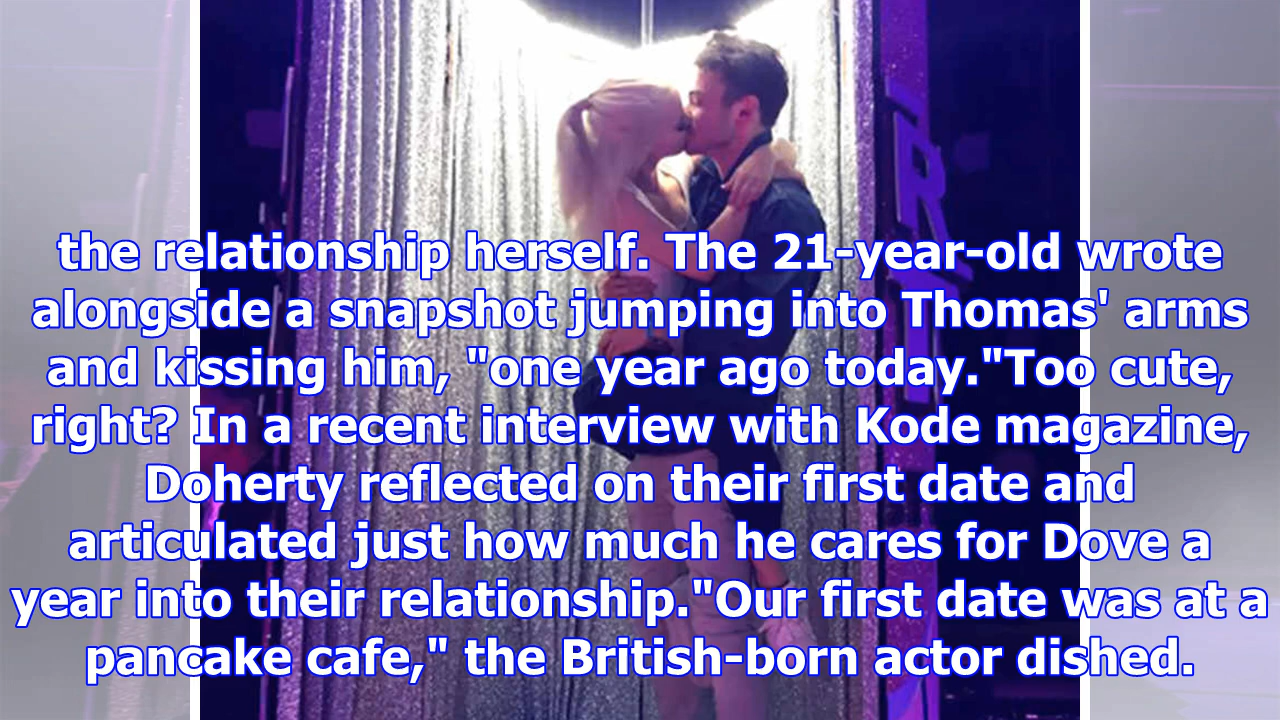 the relationship herself. The 21-year-old wrote
alongside a snapshot jumping into Thomas' arms
and kissing him, "one year ago today."Too cute,
right? In a recent interview with Kode magazine,
Doherty reflected on their first date and
articulated just how much he cares for Dove a
year into their relationship."Our first date was at a
pancake cafe," the British-born actor dished.
R